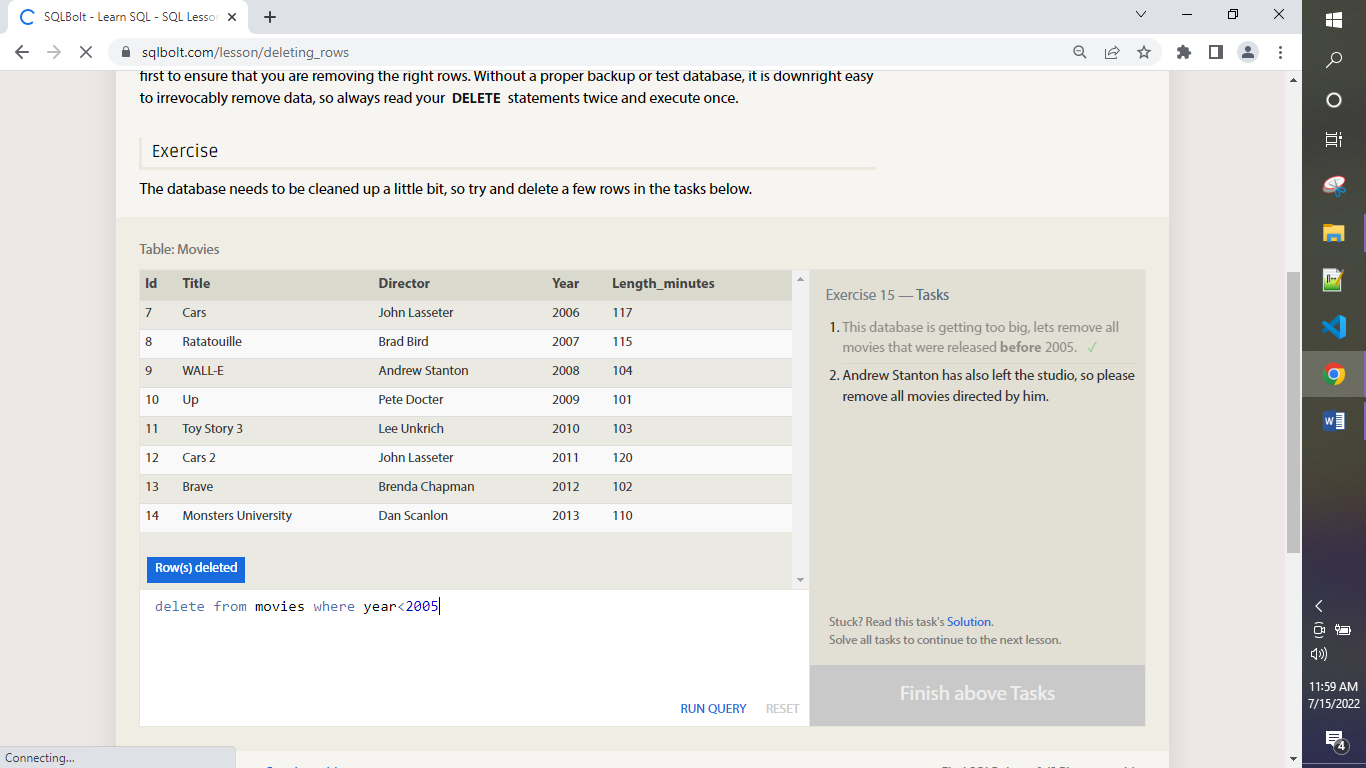 SQLBolt - Learn SQL - SQL Lesso
sqlbolt.com/lesson/deleting_rows
first to ensure that you are removing the right rows. Without a proper backup or test database, it is downright easy
to irrevocably remove data, so always read your DELETE statements twice and execute once.
Exercise
The database needs to be cleaned up a little bit, so try and delete a few rows in the tasks below.
Table: Movies
Id Title Director Year Length_minutes
7 Cars John Lasseter 2006 117
8 Ratatouille Brad Bird 2007 115
9 WALL-E Andrew Stanton 2008 104
10 Up Pete Docter 2009 101
11 Toy Story 3 Lee Unkrich 2010 103
12 Cars 2 John Lasseter 2011 120
13 Brave Brenda Chapman 2012 102
14 Monsters University Dan Scanlon 2013 110
Row(s) deleted
delete from movies where year<2005
RUN QUERY RESET
Exercise 15 — Tasks
1. This database is getting too big, lets remove all
movies that were released before 2005. ✓
2. Andrew Stanton has also left the studio, so please
remove all movies directed by him.
Stuck? Read this task's Solution.
Solve all tasks to continue to the next lesson.
Finish above Tasks
Connecting...
W
11:59 AM
7/15/2022
4